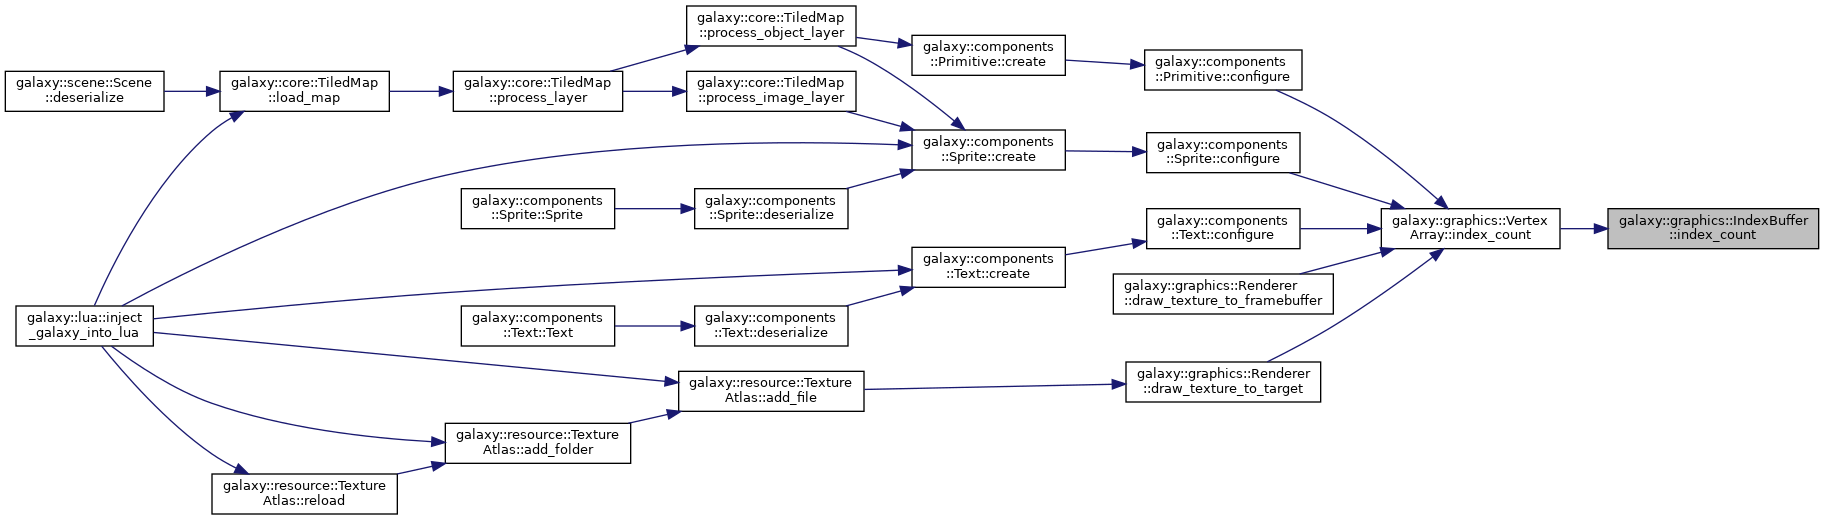 galaxy::core::TiledMap
::process_object_layer
galaxy::components
::Primitive::create
galaxy::components
::Primitive::configure
galaxy::scene::Scene
::deserialize
galaxy::core::TiledMap
::load_map
galaxy::core::TiledMap
::process_layer
galaxy::core::TiledMap
::process_image_layer
galaxy::components
::Sprite::create
galaxy::components
::Sprite::configure
galaxy::components
::Sprite::Sprite
galaxy::components
::Sprite::deserialize
galaxy::components
::Text::configure
galaxy::graphics::Vertex
Array::index_count
galaxy::graphics::IndexBuffer
::index_count
galaxy::components
::Text::create
galaxy::graphics::Renderer
::draw_texture_to_framebuffer
galaxy::lua::inject
_galaxy_into_lua
galaxy::components
::Text::Text
galaxy::components
::Text::deserialize
galaxy::resource::Texture
Atlas::add_file
galaxy::graphics::Renderer
::draw_texture_to_target
galaxy::resource::Texture
Atlas::add_folder
galaxy::resource::Texture
Atlas::reload